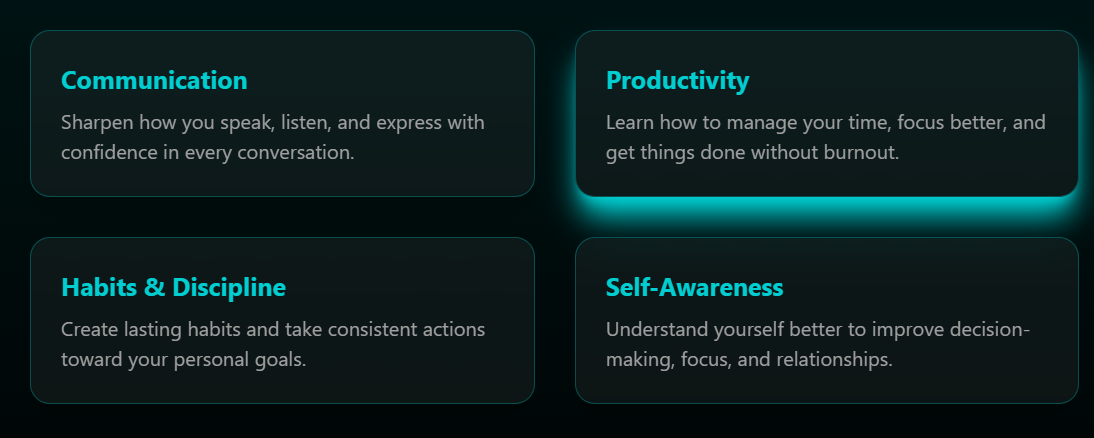 Communication
Sharpen how you speak, listen, and express with
confidence in every conversation.
Productivity
Learn how to manage your time, focus better, and
get things done without burnout.
Habits & Discipline
Create lasting habits and take consistent actions
toward your personal goals.
Self-Awareness
Understand yourself better to improve decision-
making, focus, and relationships.